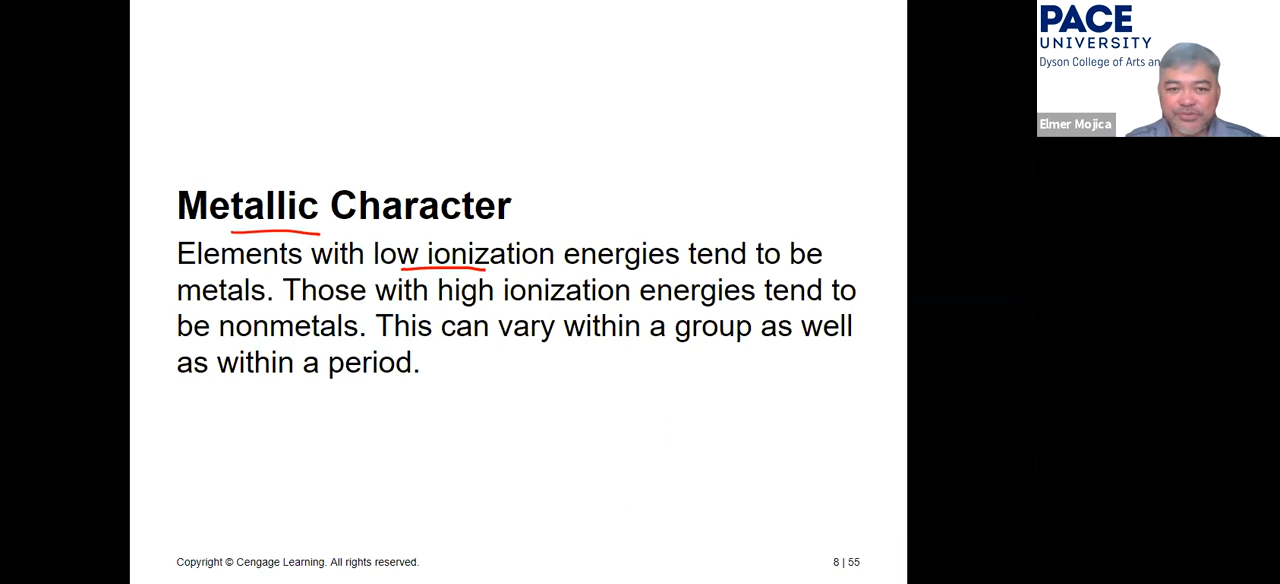 PACE
UNIVERSITY
Dyson College of Arts an
Elmer Mojica
Metallic Character
Elements with low ionization energies tend to be
metals. Those with high ionization energies tend to
be nonmetals. This can vary within a group as well
as within a period.
Copyright © Cengage Learning. All rights reserved.
8 | 55